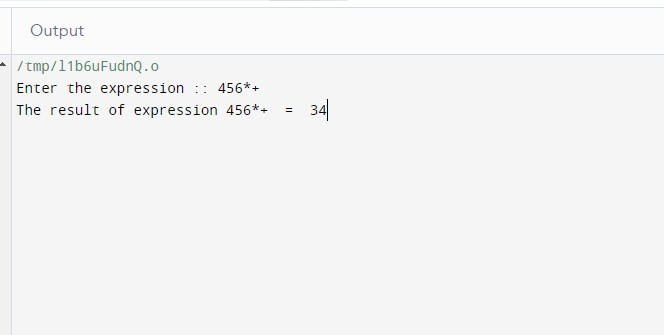 Output
/tmp/l1b6uFudnQ.o
Enter the expression :: 456*+
The result of expression 456*+  =  34